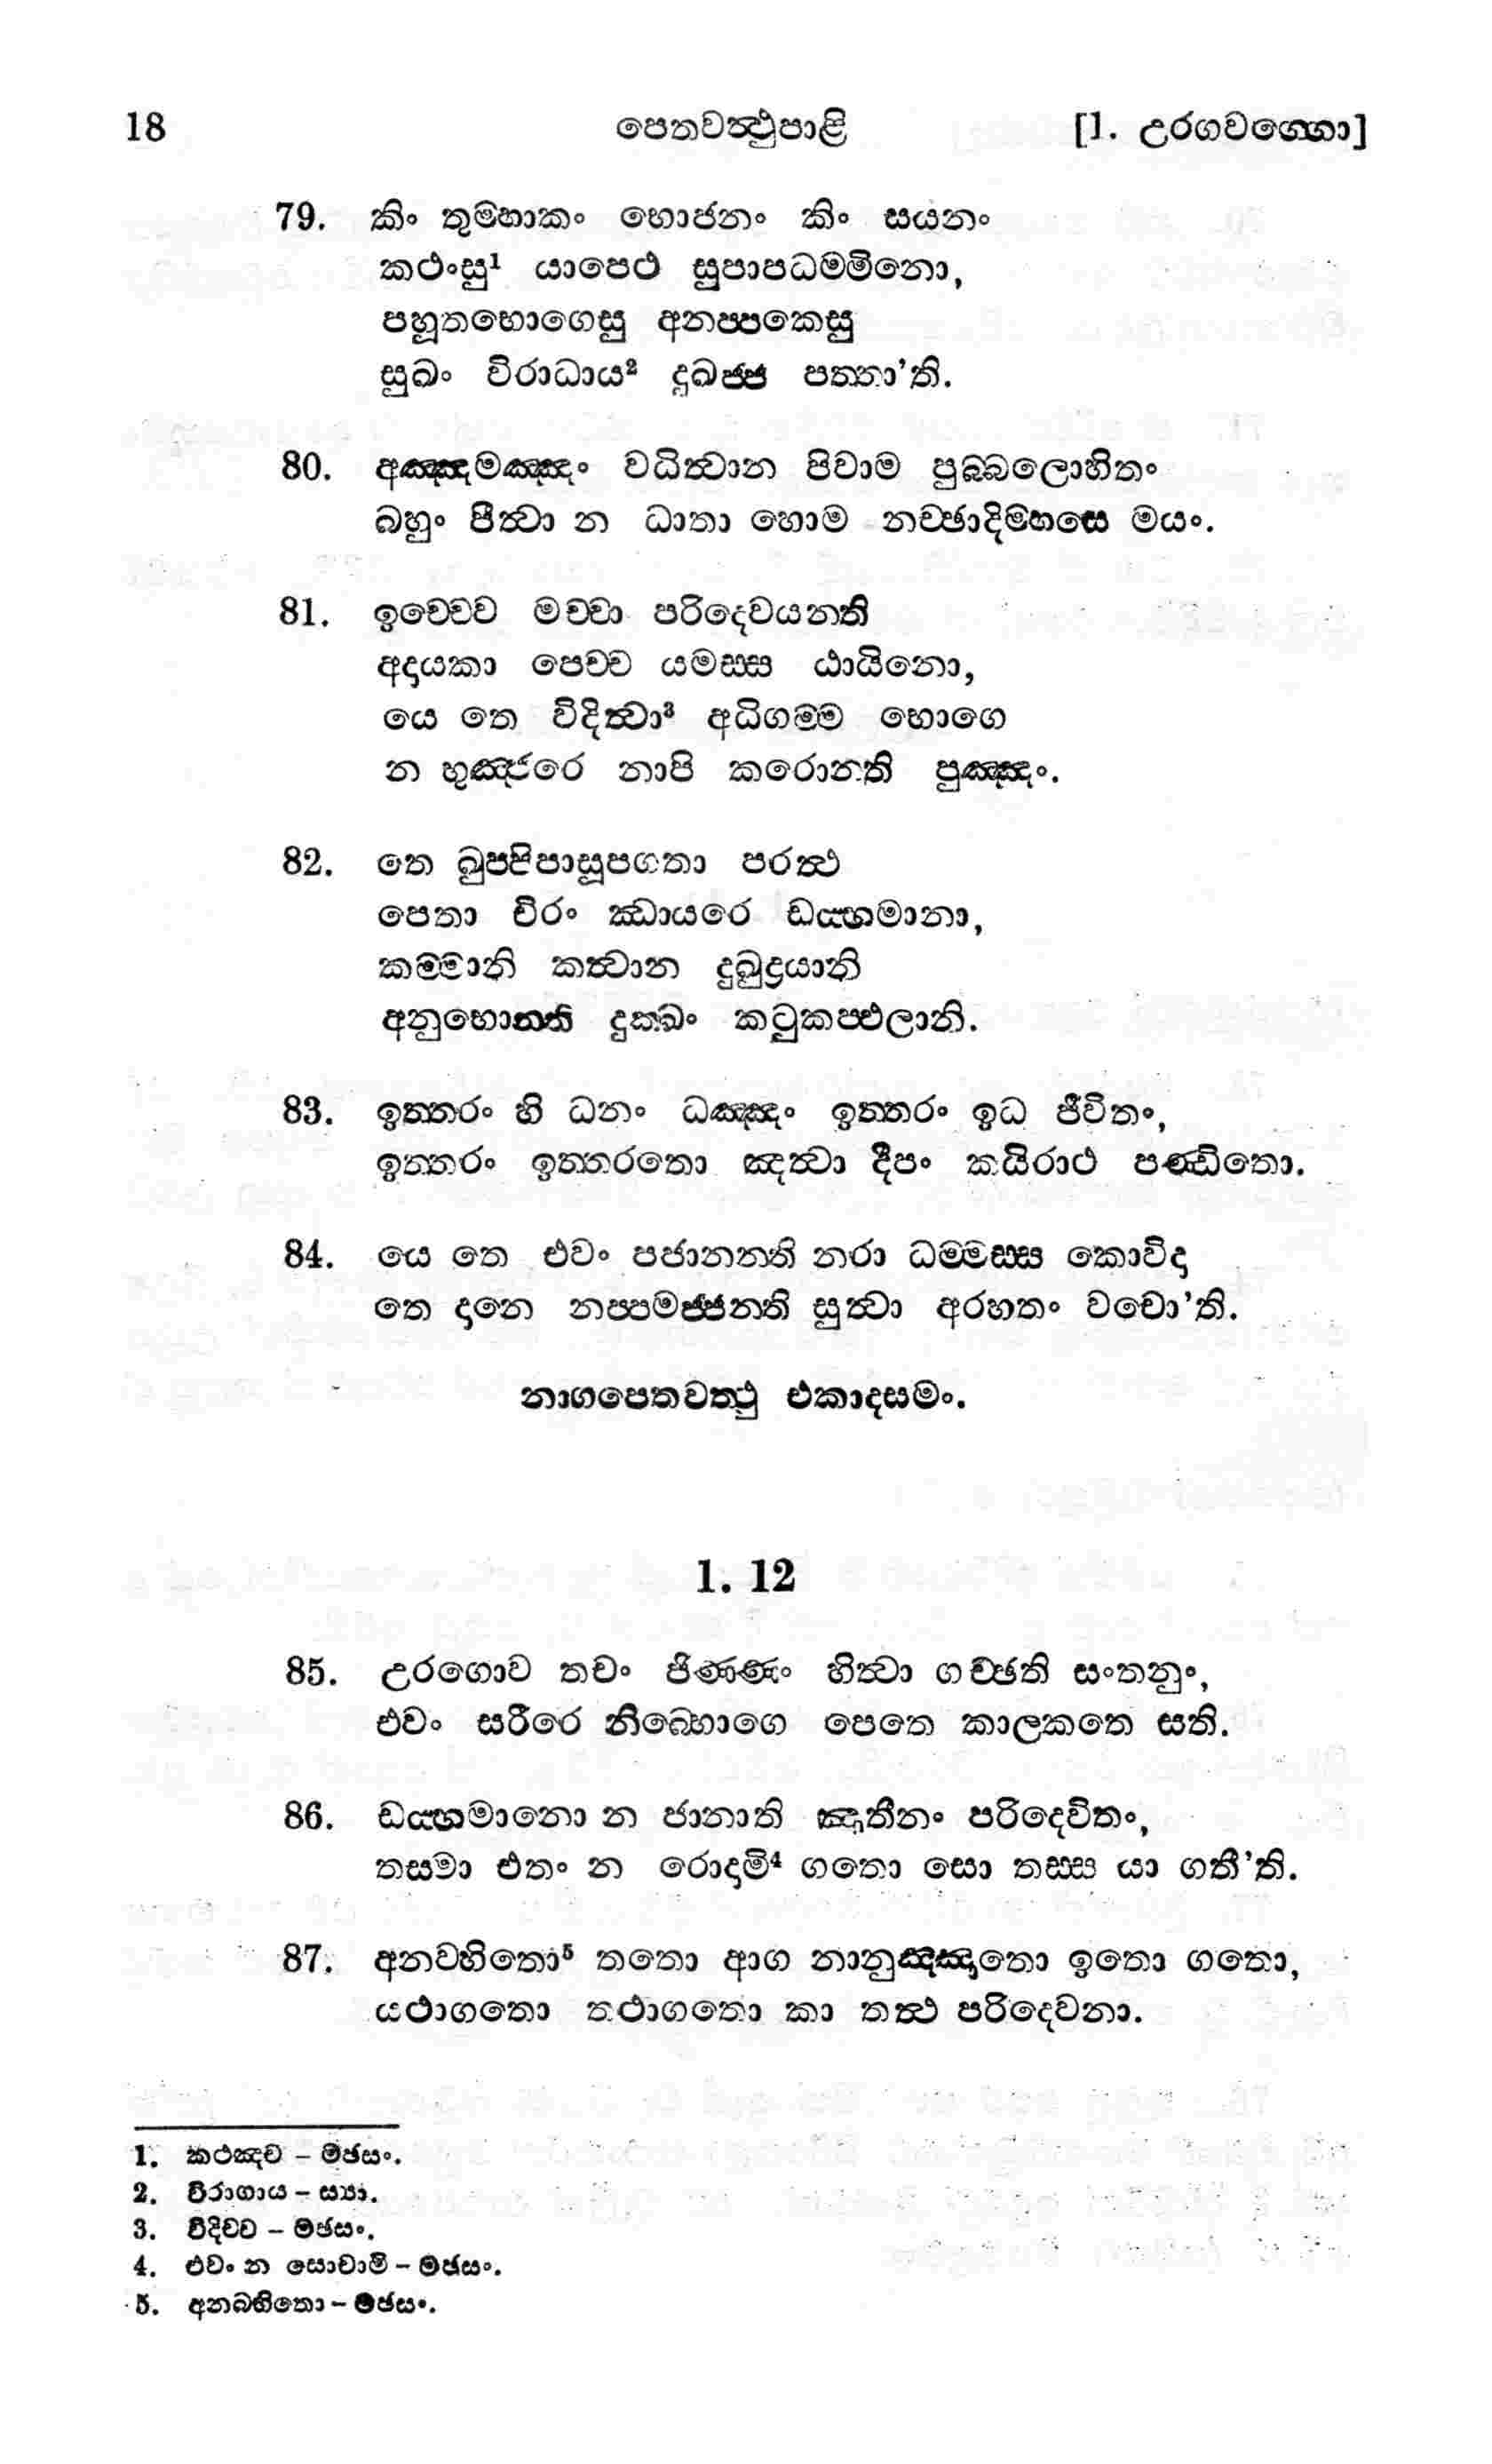 18 පෙතවත්ථුපාළි [1. උරගවග්ගො]
79. කිං තුම්හාකං භොජනං කිං සයනං
කථංසු¹ යාපෙථ සුපාපධම්මිනො,
පහූතභොගෙසු අනප්පකෙසු
සුඛං විරාධාය² දුඛජ්ජ පත්තා’ති.
80. අඤ්ඤමඤ්ඤං වධිත්වාන පිවාම පුබ්බලොහිතං
බහුං පීත්වා න ධාතා හොම නච්ඡාදිම්හසෙ මයං.
81. ඉච්චෙව මච්චා පරිදෙවයන්ති
අදායකා පෙච්ච යමස්ස ඨායිනො,
යෙ තෙ විදිත්වා³ අධිගම්ම භොගෙ
න භුඤ්ජරෙ නාපි කරොන්ති පුඤ්ඤං.
82. තෙ ඛුප්පිපාසූපගතා පරත්ථ
පෙතා චිරං ඣායරෙ ඩය්හමානා,
කම්මානි කත්වාන දුඛුද්‍රයානි
අනුභොන්ති දුක්ඛං කටුකප්ඵලානි.
83. ඉත්තරං හි ධනං ධඤ්ඤං ඉත්තරං ඉධ ජීවිතං,
ඉත්තරං ඉත්තරතො ඤත්වා දීපං කයිරාථ පණ්ඩිතො.
84. යෙ තෙ එවං පජානන්ති නරා ධම්මස්ස කොවිදා
තෙ දානෙ නප්පමජ්ජන්ති සුත්වා අරහතං වචො’ති.
නාගපෙතවත්ථු එකාදසමං.
1. 12
85. උරගොව තචං ජිණ්ණං හිත්වා ගච්ඡති සංතනුං,
එවං සරීරෙ නිබ්භොගෙ පෙතෙ කාලකතෙ සති.
86. ඩය්හමානො න ජානාති ඤාතීනං පරිදෙවිතං,
තස්මා එතං න රොදාමි⁴ ගතො සො තස්ස යා ගතී’ති.
87. අනවහිතො⁵ තතො ආග නානුඤ්ඤාතො ඉතො ගතො,
යථාගතො තථාගතො කා තත්ථ පරිදෙවනා.
1. කථඤ්ච – මඡසං.
2. විරාගාය – ස්‍යා.
3. විදිච්ච – මඡසං.
4. එවං න සොචාමි – මඡසං.
5. අනබ්භිතො – මඡසං.